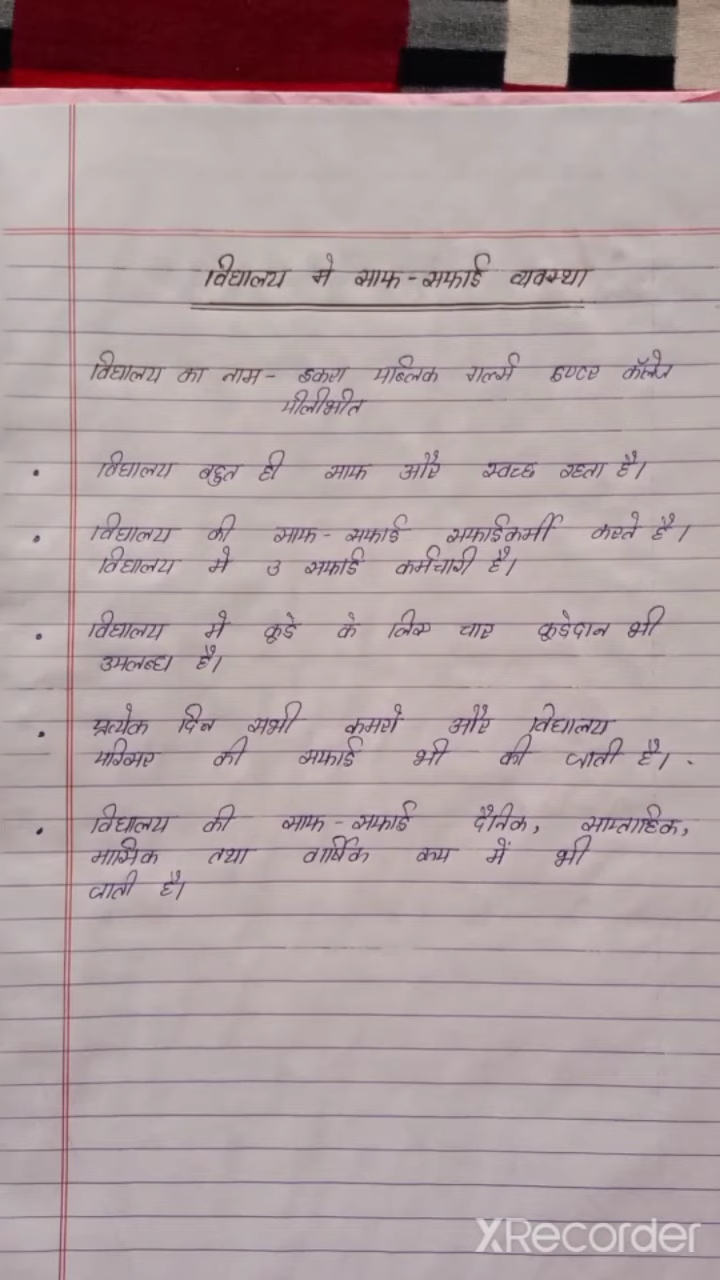 विद्यालय मे साफ-सफाई व्यवस्था
विद्यालय का नाम- इकरा पब्लिक गर्ल्स इण्टर कॉलेज
पीलीभीत
• विद्यालय बहुत ही साफ और स्वच्छ रहता है।
• विद्यालय की साफ-सफाई सफाईकर्मी करते है।
विद्यालय मे 3 सफाई कर्मचारी है।
• विद्यालय मे कूडे के लिए चार कूडेदान भी
उपलब्ध है।
• प्रत्येक दिन सभी कमरो और विद्यालय
परिसर की सफाई भी की जाती है।
• विद्यालय की साफ-सफाई दैनिक, साप्ताहिक,
मासिक तथा वार्षिक रूप में भी
जाती है।
XRecorder